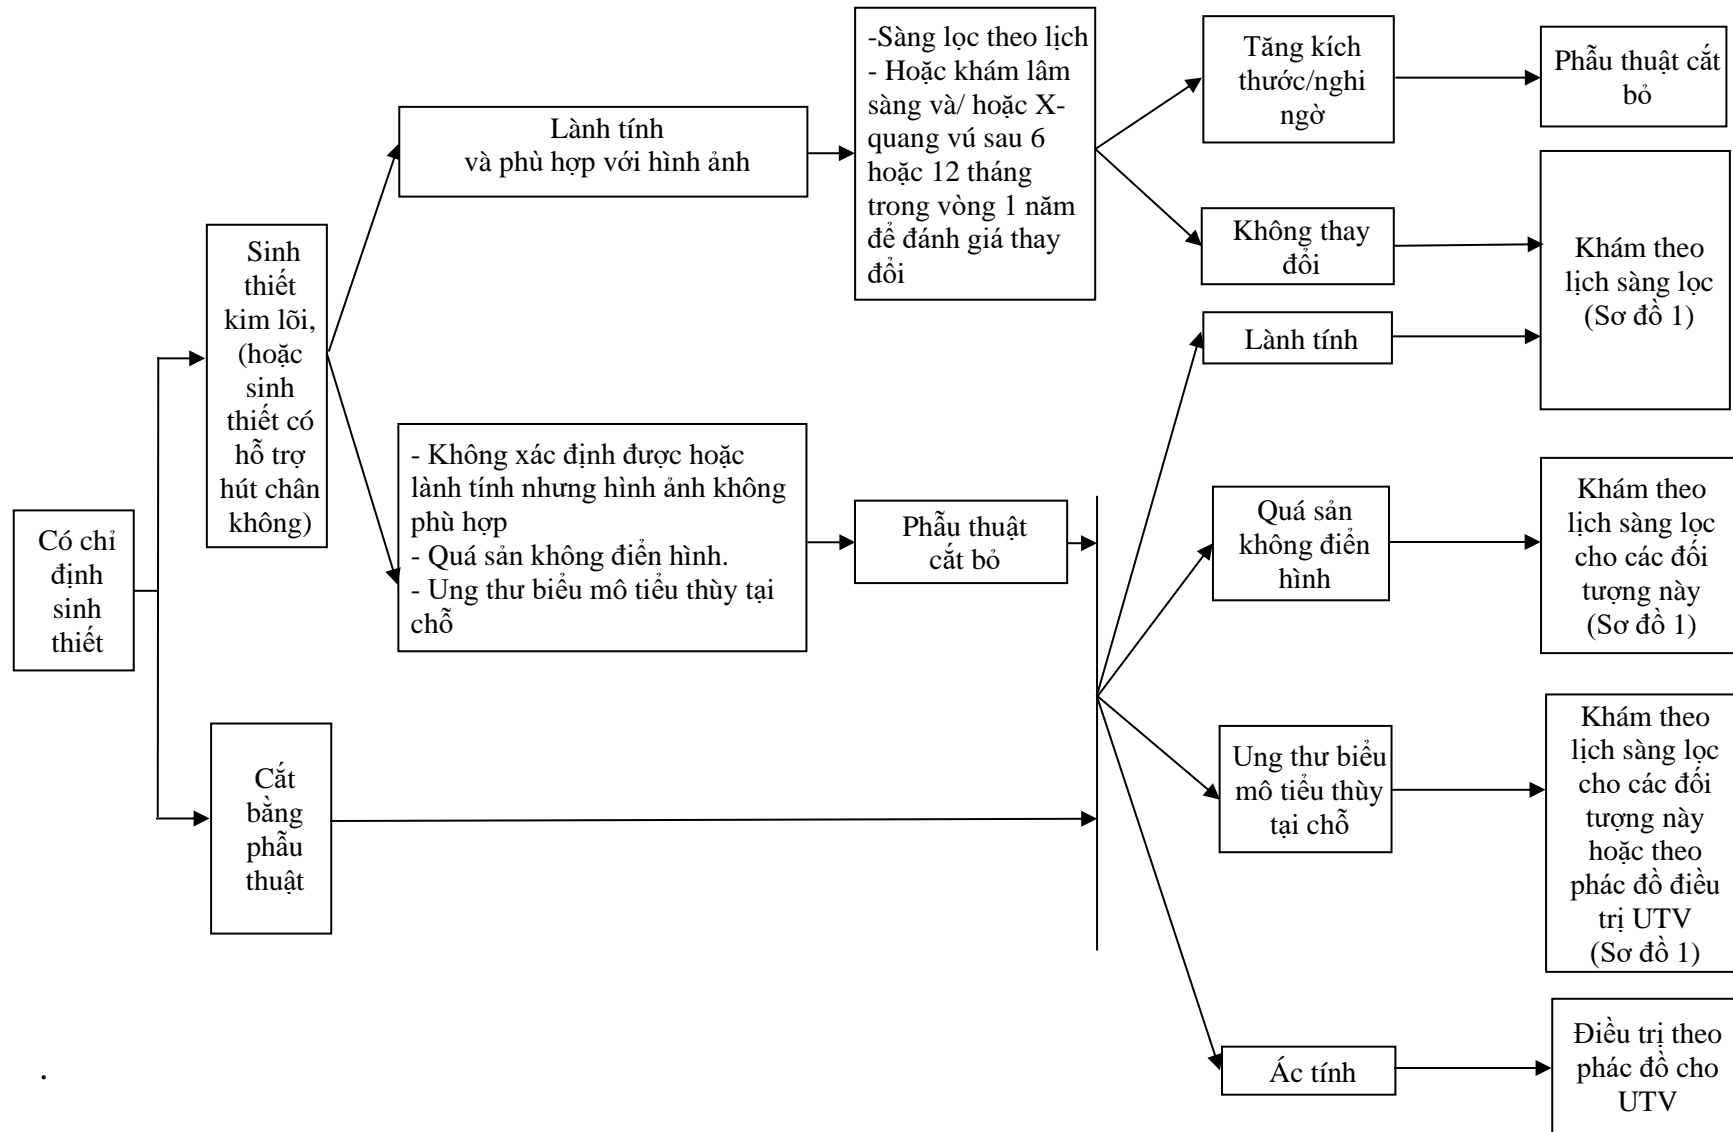 Có chỉ
định
sinh
thiết
Sinh
thiết
kim lõi,
(hoặc
sinh
thiết có
hỗ trợ
hút chân
không)
Cắt
bằng
phẫu
thuật
Lành tính
và phù hợp với hình ảnh
- Không xác định được hoặc
lành tính nhưng hình ảnh không
phù hợp
- Quá sản không điển hình.
- Ung thư biểu mô tiểu thùy tại
chỗ
-Sàng lọc theo lịch
- Hoặc khám lâm
sàng và/ hoặc X-
quang vú sau 6
hoặc 12 tháng
trong vòng 1 năm
để đánh giá thay
đổi
Phẫu thuật
cắt bỏ
Tăng kích
thước/nghi
ngờ
Không thay
đổi
Lành tính
Quá sản
không điển
hình
Ung thư biểu
mô tiểu thùy
tại chỗ
Ác tính
Phẫu thuật cắt
bỏ
Khám theo
lịch sàng lọc
(Sơ đồ 1)
Khám theo
lịch sàng lọc
cho các đối
tượng này
(Sơ đồ 1)
Khám theo
lịch sàng lọc
cho các đối
tượng này
hoặc theo
phác đồ điều
trị UTV
(Sơ đồ 1)
Điều trị theo
phác đồ cho
UTV
.